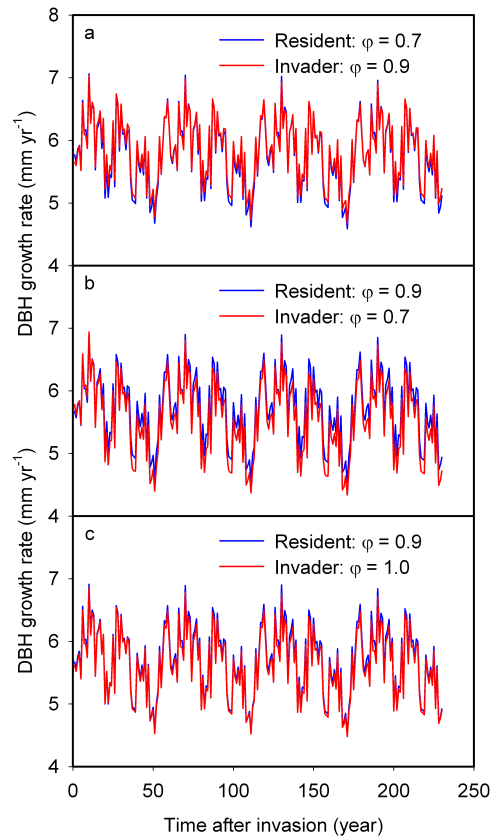 a
Resident: φ = 0.7
Invader: φ = 0.9
7
6
5
4
DBH growth rate (mm yr⁻¹)
b
Resident: φ = 0.9
Invader: φ = 0.7
7
6
5
4
DBH growth rate (mm yr⁻¹)
c
Resident: φ = 0.9
Invader: φ = 1.0
7
6
5
4
DBH growth rate (mm yr⁻¹)
0 50 100 150 200 250
Time after invasion (year)